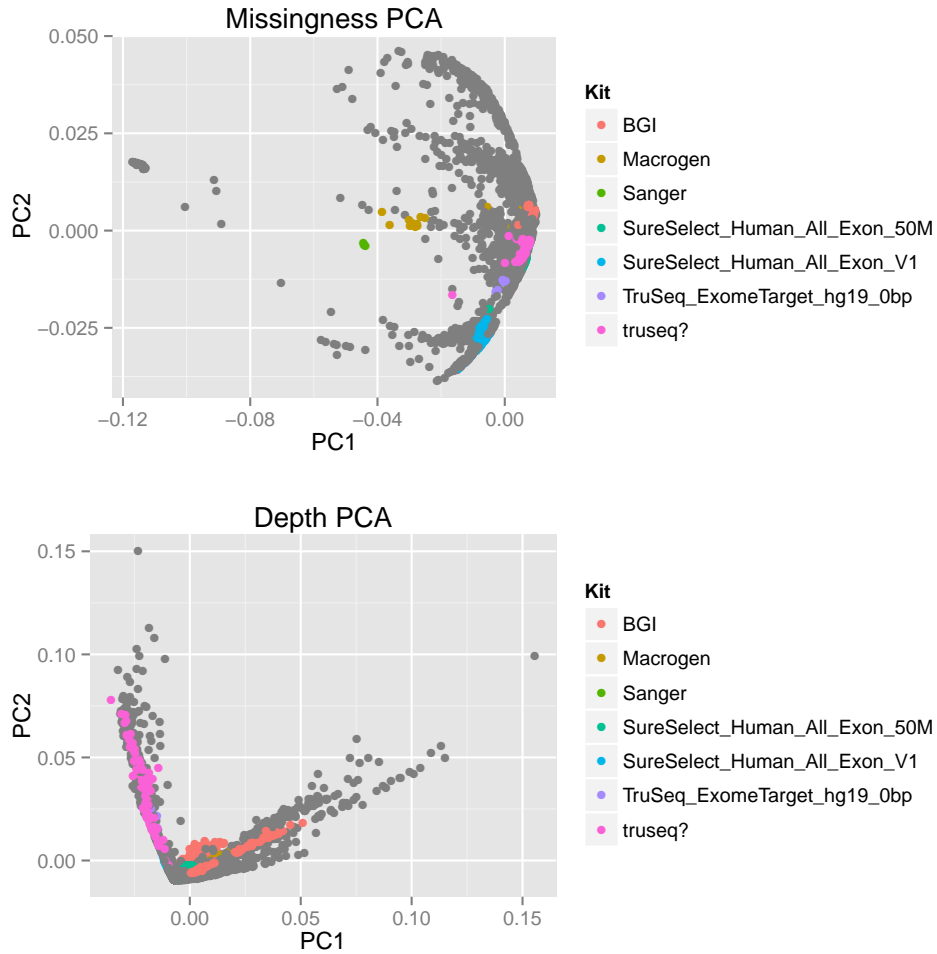 Missingness PCA
0.050
0.025
0.000
−0.025
PC2
−0.12
−0.08
−0.04
0.00
PC1
Kit
BGI
Macrogen
Sanger
SureSelect_Human_All_Exon_50M
SureSelect_Human_All_Exon_V1
TruSeq_ExomeTarget_hg19_0bp
truseq?
Depth PCA
0.15
0.10
0.05
0.00
PC2
0.00
0.05
0.10
0.15
PC1
Kit
BGI
Macrogen
Sanger
SureSelect_Human_All_Exon_50M
SureSelect_Human_All_Exon_V1
TruSeq_ExomeTarget_hg19_0bp
truseq?